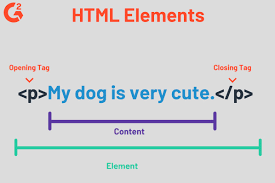 G2
HTML Elements
Opening Tag
Closing Tag
<p>My dog is very cute.</p>
Content
Element